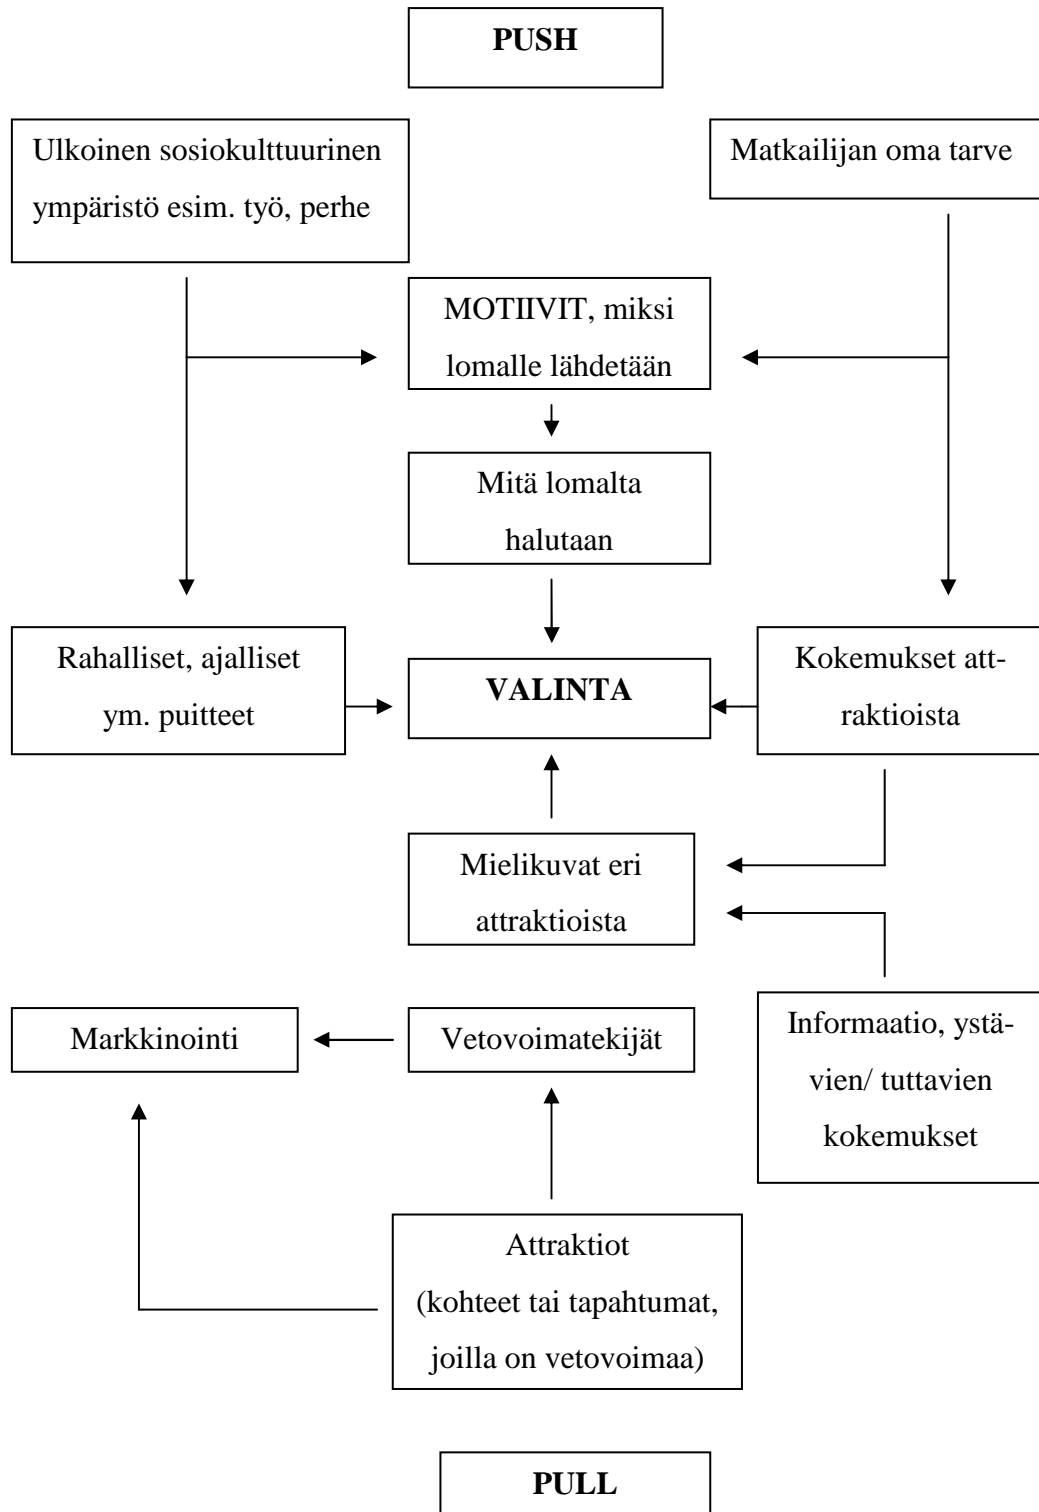 PUSH
Ulkoinen sosiokulttuurinen
ympäristö esim. työ, perhe
Matkailijan oma tarve
MOTIIVIT, miksi
lomalle lähdetään
Mitä lomalta
halutaan
Rahalliset, ajalliset
ym. puitteet
VALINTA
Kokemukset att-
raktioista
Mielikuvat eri
attraktioista
Markkinointi
Vetovoimatekijät
Informaatio, ystä-
vien/ tuttavien
kokemukset
Attraktiot
(kohteet tai tapahtumat,
joilla on vetovoimaa)
PULL